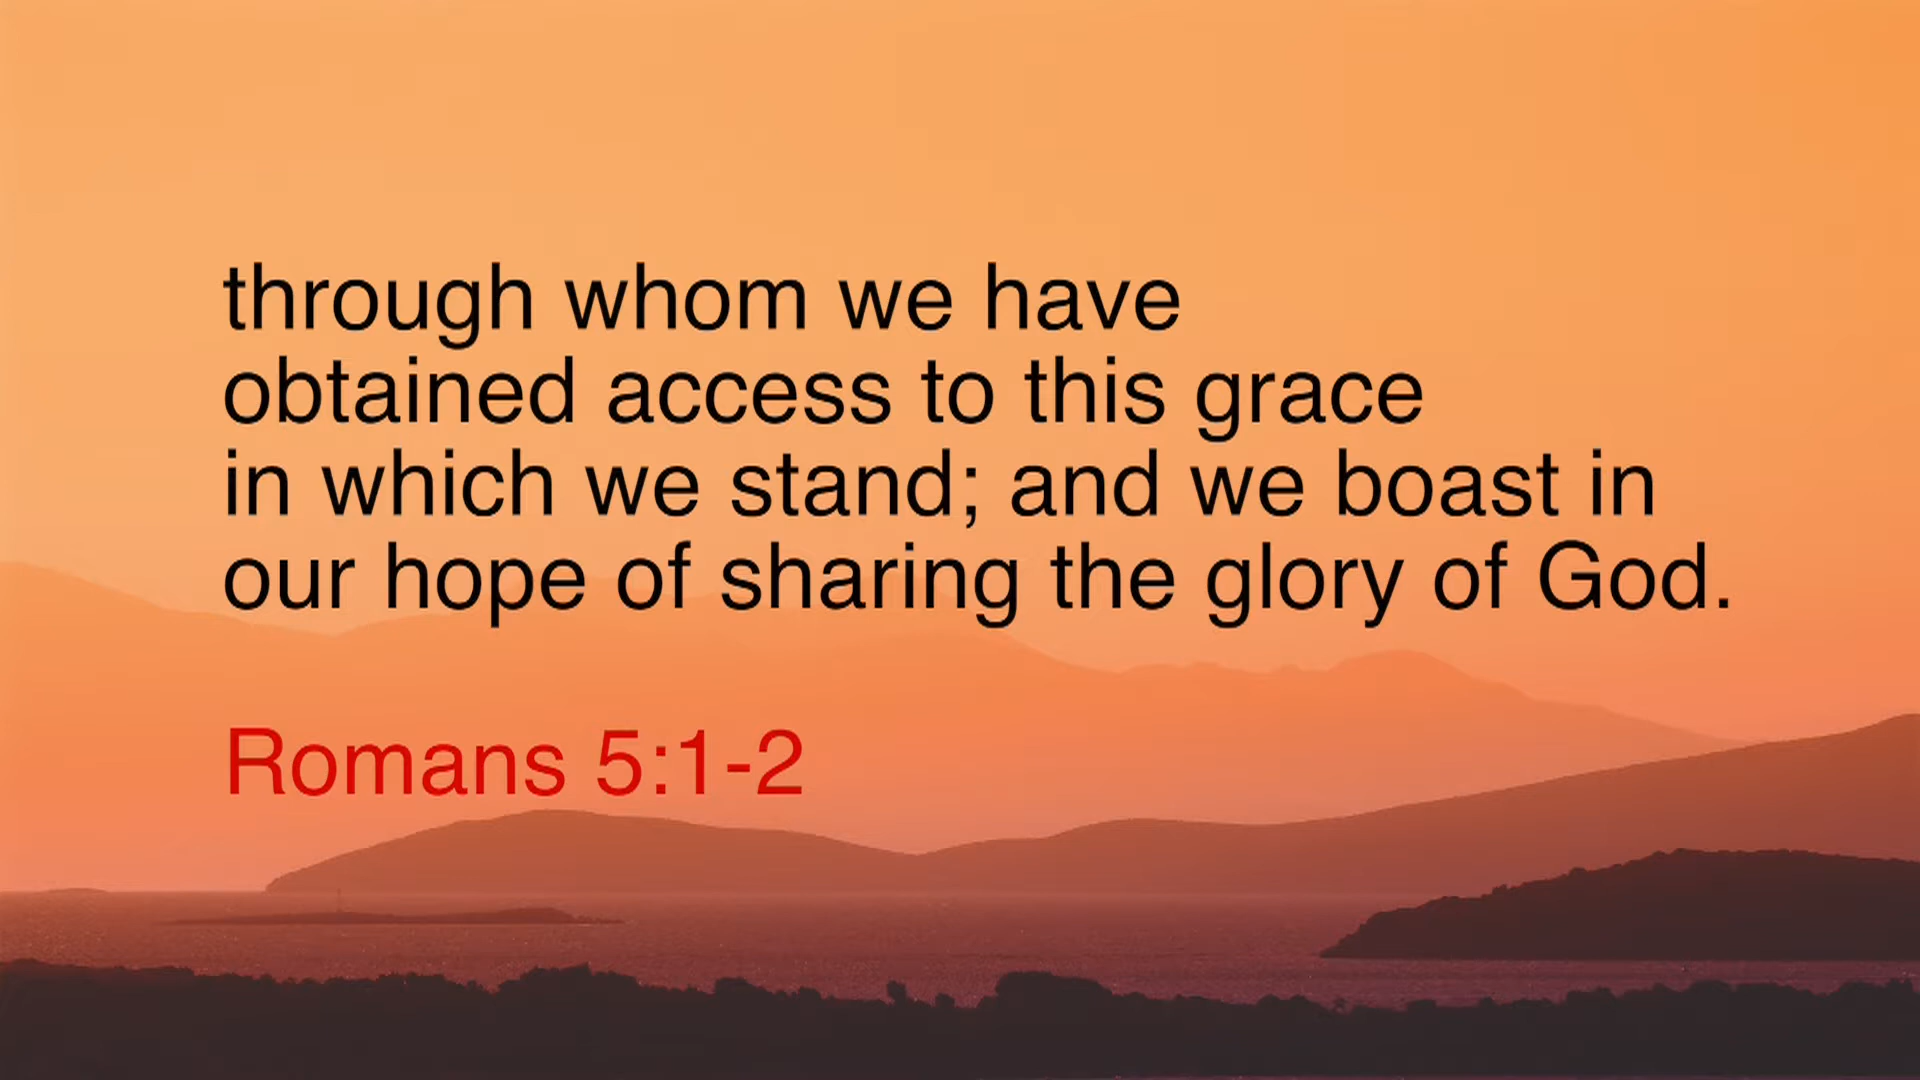 through whom we have
obtained access to this grace
in which we stand; and we boast in
our hope of sharing the glory of God.
Romans 5:1-2